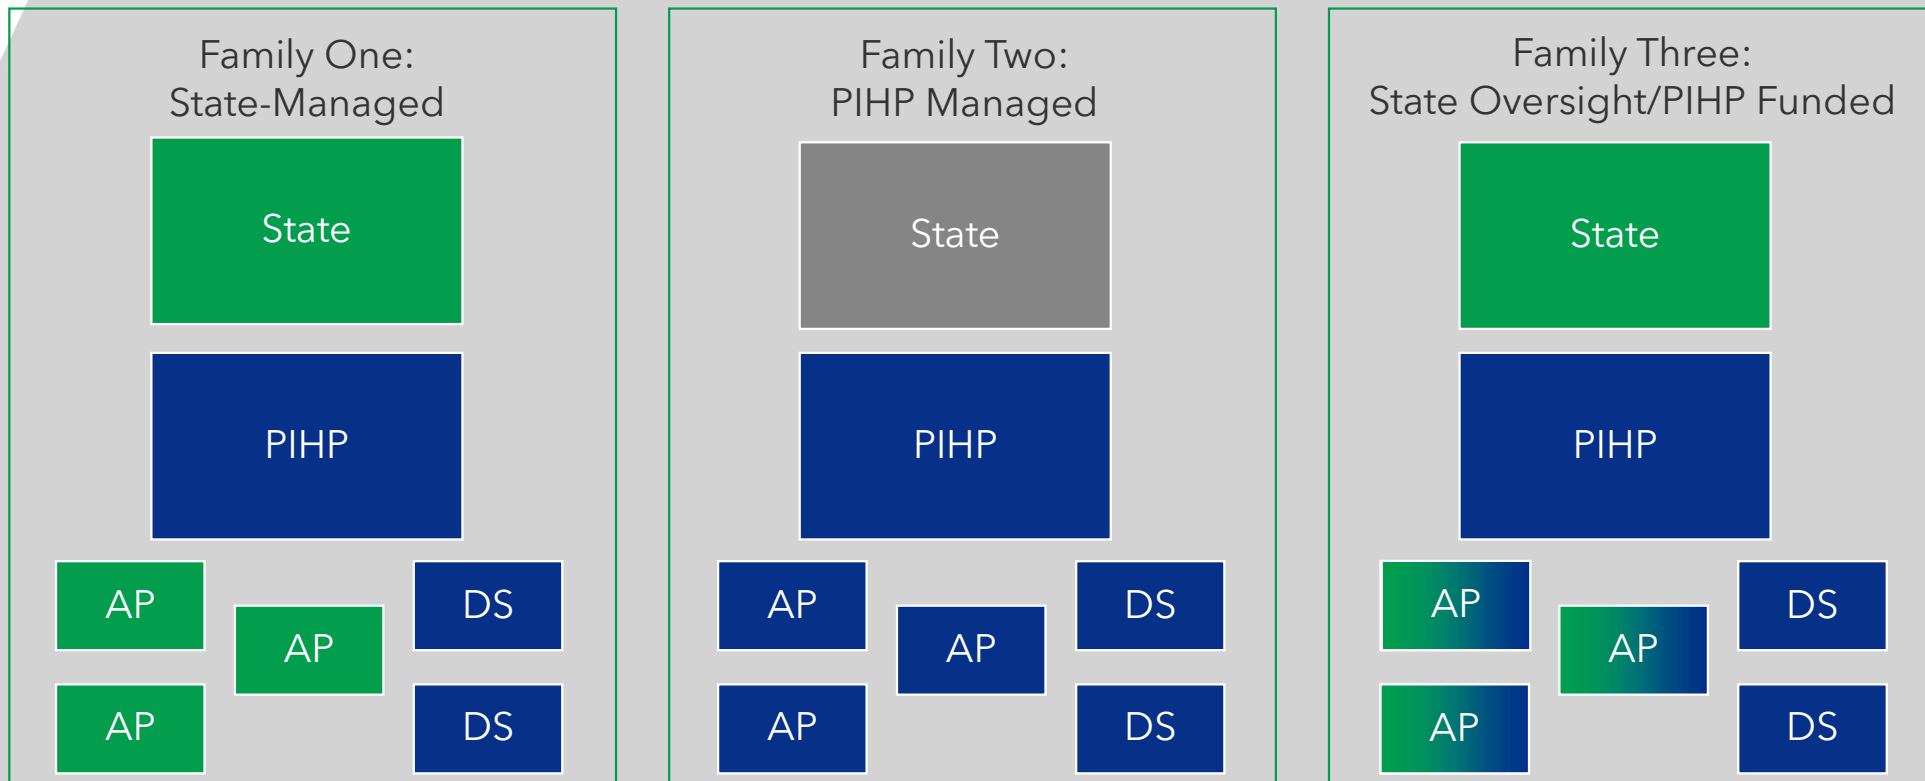 Family One:
State-Managed
State
PIHP
AP
AP
AP
DS
DS
Family Two:
PIHP Managed
State
PIHP
AP
AP
AP
DS
DS
Family Three:
State Oversight/PIHP Funded
State
PIHP
AP
AP
AP
DS
DS